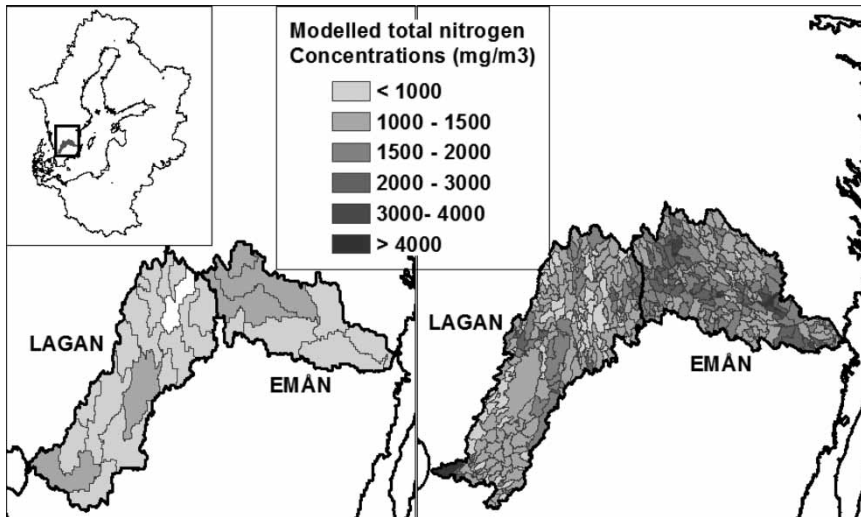 Modelled total nitrogen
Concentrations (mg/m3)
< 1000
1000 - 1500
1500 - 2000
2000 - 3000
3000- 4000
> 4000
LAGAN
EMÅN
LAGAN
EMÅN